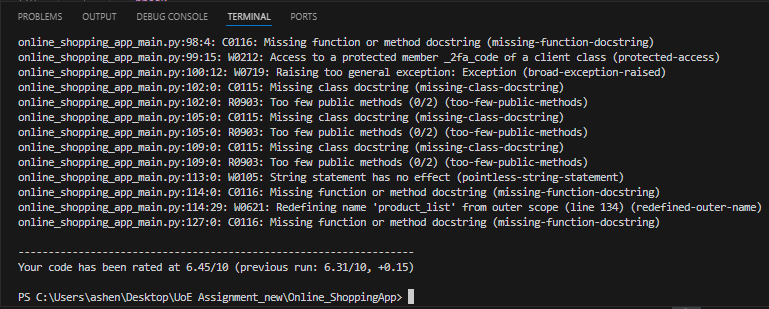 PROBLEMS OUTPUT DEBUG CONSOLE TERMINAL PORTS
online_shopping_app_main.py:98:4: C0116: Missing function or method docstring (missing-function-docstring)
online_shopping_app_main.py:99:15: W0212: Access to a protected member _2fa_code of a client class (protected-access)
online_shopping_app_main.py:100:12: W0719: Raising too general exception: Exception (broad-exception-raised)
online_shopping_app_main.py:102:0: C0115: Missing class docstring (missing-class-docstring)
online_shopping_app_main.py:102:0: R0903: Too few public methods (0/2) (too-few-public-methods)
online_shopping_app_main.py:105:0: C0115: Missing class docstring (missing-class-docstring)
online_shopping_app_main.py:105:0: R0903: Too few public methods (0/2) (too-few-public-methods)
online_shopping_app_main.py:109:0: C0115: Missing class docstring (missing-class-docstring)
online_shopping_app_main.py:109:0: R0903: Too few public methods (0/2) (too-few-public-methods)
online_shopping_app_main.py:113:0: W0105: String statement has no effect (pointless-string-statement)
online_shopping_app_main.py:114:0: C0116: Missing function or method docstring (missing-function-docstring)
online_shopping_app_main.py:114:29: W0621: Redefining name 'product_list' from outer scope (line 134) (redefined-outer-name)
online_shopping_app_main.py:127:0: C0116: Missing function or method docstring (missing-function-docstring)
------------------------------------------------------------------
Your code has been rated at 6.45/10 (previous run: 6.31/10, +0.15)
PS C:\Users\ashen\Desktop\UoE Assignment_new\Online_ShoppingApp>